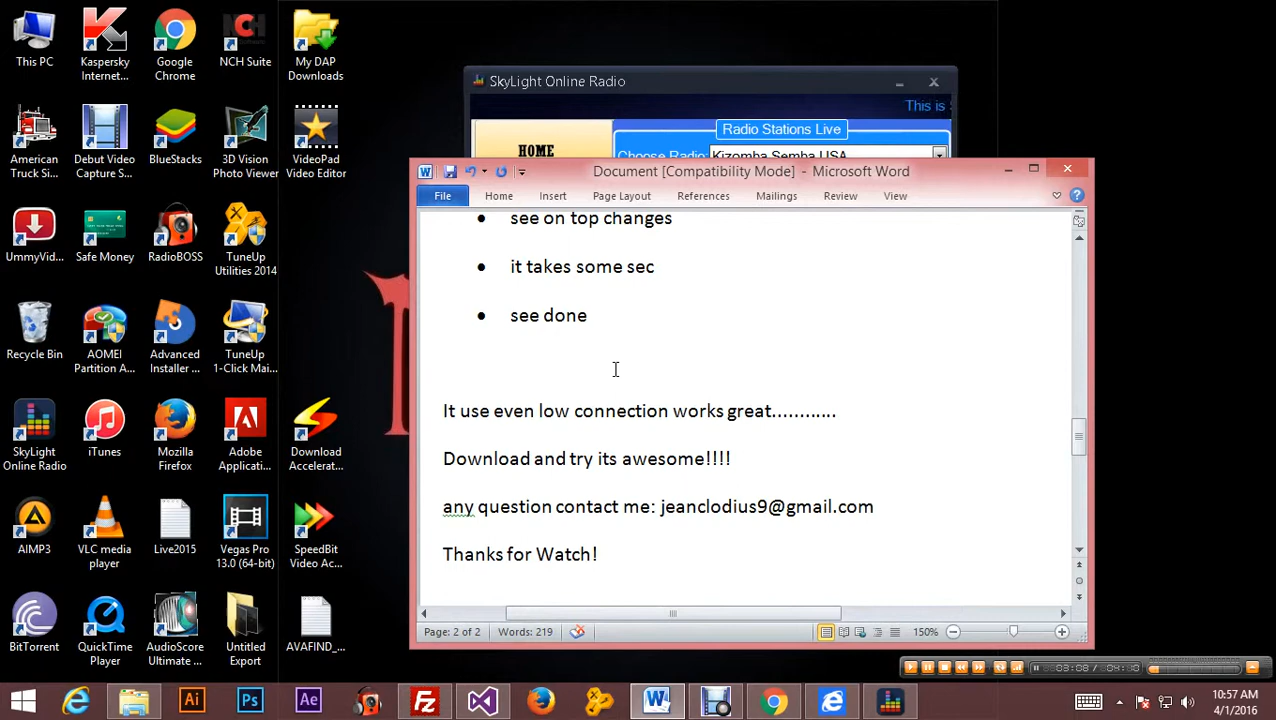 This PC
Kaspersky Internet...
Google Chrome
NCH Suite
My DAP Downloads
American Truck Si...
Debut Video Capture S...
BlueStacks
3D Vision Photo Viewer
VideoPad Video Editor
UmmyVid...
Safe Money
RadioBOSS
TuneUp Utilities 2014
Recycle Bin
AOMEI Partition A...
Advanced Installer ...
TuneUp 1-Click Mai...
SkyLight Online Radio
iTunes
Mozilla Firefox
Adobe Applicati...
Download Accelerat...
AIMP3
VLC media player
Live2015
Vegas Pro 13.0 (64-bit)
SpeedBit Video Ac...
BitTorrent
QuickTime Player
AudioScore Ultimate ...
Untitled Export
AVAFIND_...
SkyLight Online Radio
This is
Radio Stations Live
HOME
Choose Radio: Kizomba Semba USA
Document [Compatibility Mode] - Microsoft Word
File Home Insert Page Layout References Mailings Review View
• see on top changes
• it takes some sec
• see done
It use even low connection works great............
Download and try its awesome!!!!
any question contact me: jeanclodius9@gmail.com
Thanks for Watch!
Page: 2 of 2 Words: 219 150%
10:57 AM
4/1/2016